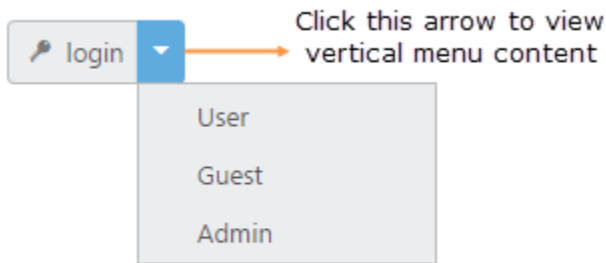 Click this arrow to view
vertical menu content
login
User
Guest
Admin